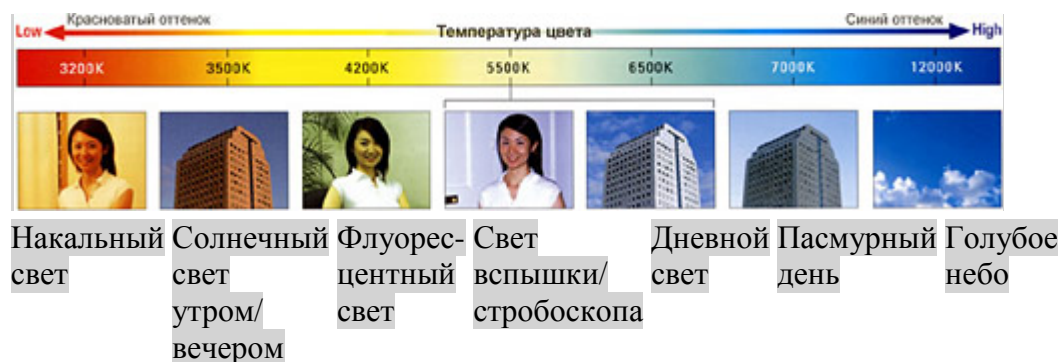 Красноватый оттенок Синий оттенок
Low Температура цвета High
3200K 3500K 4200K 5500K 6500K 7000K 12000K
Накальный Солнечный Флуорес- Свет Дневной Пасмурный Голубое
свет свет центный вспышки/ свет день небо
утром/ свет стробоскопа
вечером